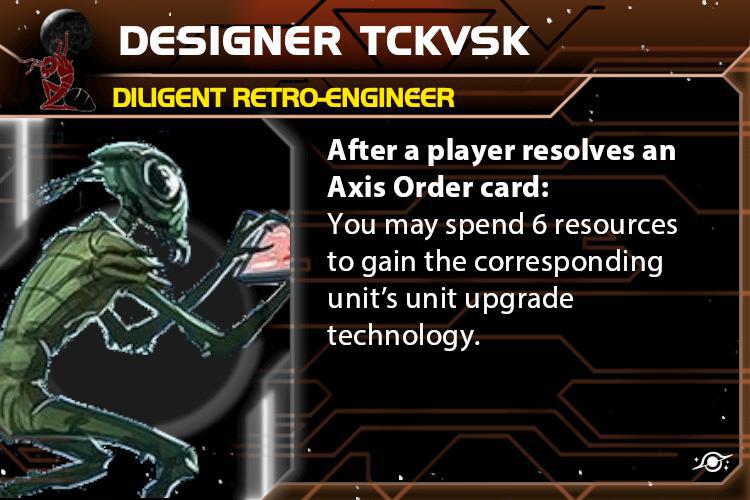 DESIGNER TCKVSK
DILIGENT RETRO-ENGINEER
After a player resolves an
Axis Order card:
You may spend 6 resources
to gain the corresponding
unit’s unit upgrade
technology.